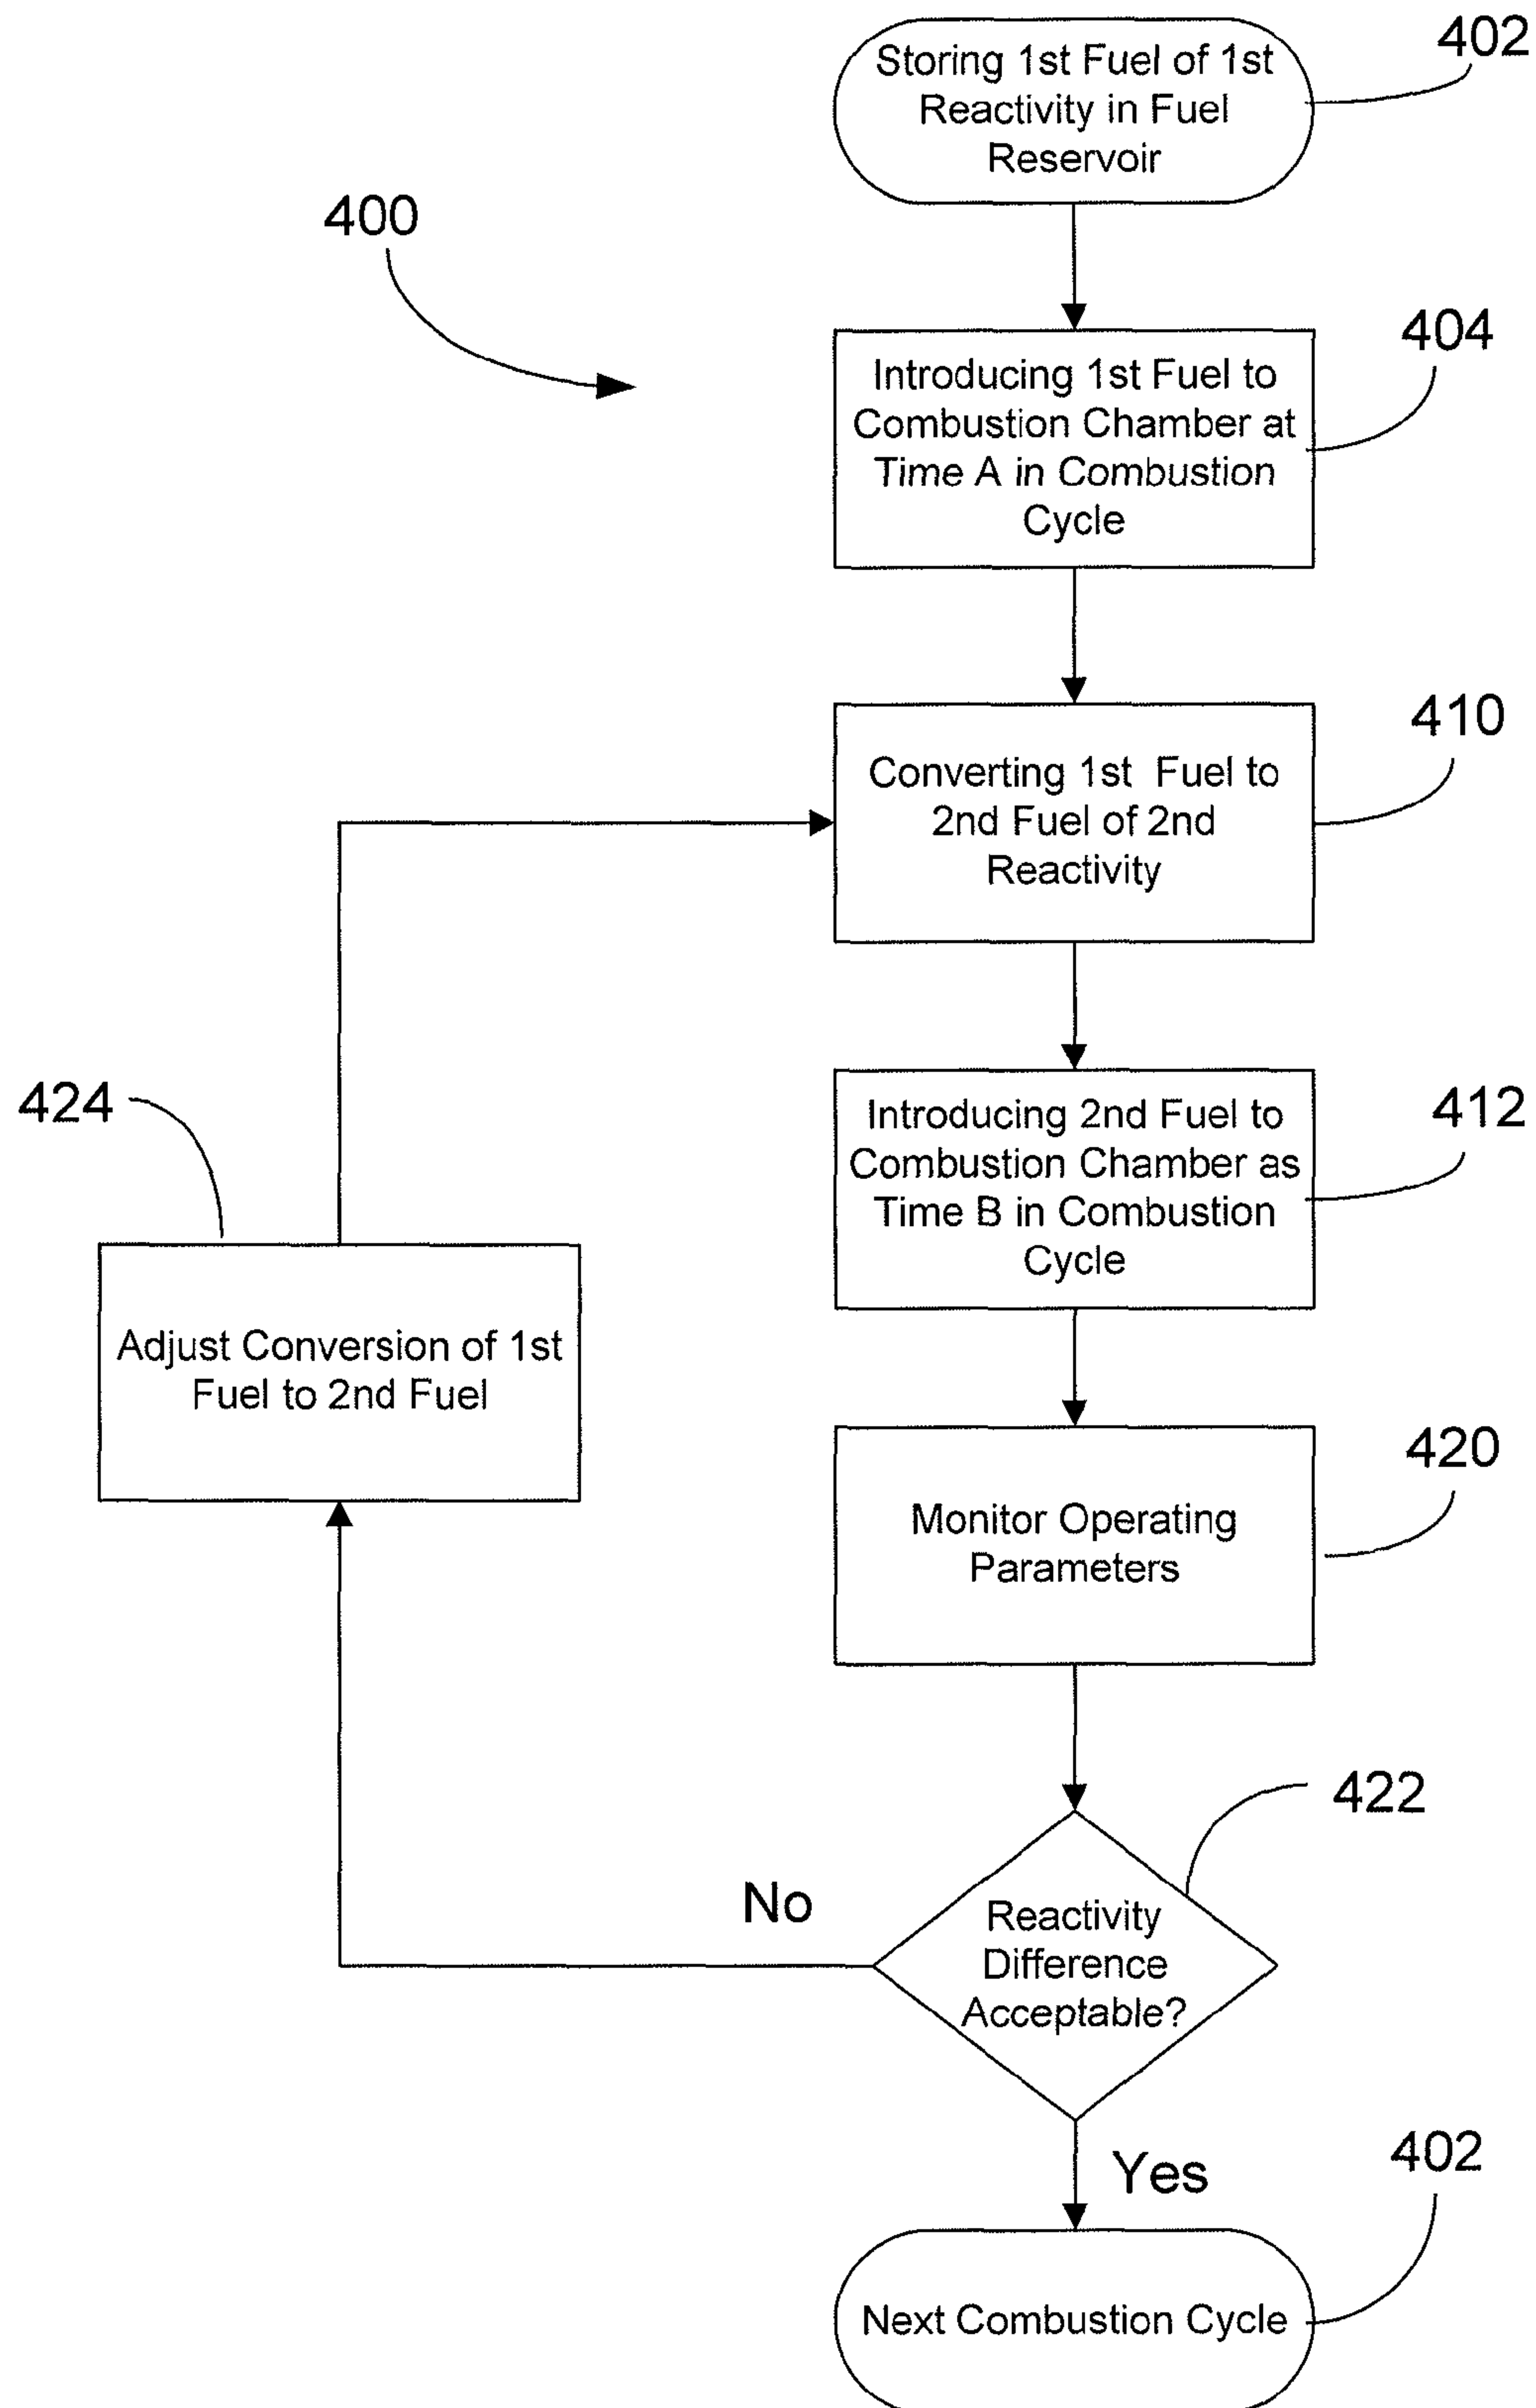 402
Storing 1st Fuel of 1st
Reactivity in Fuel
Reservoir
400
404
Introducing 1st Fuel to
Combustion Chamber at
Time A in Combustion
Cycle
410
Converting 1st Fuel to
2nd Fuel of 2nd
Reactivity
424
412
Introducing 2nd Fuel to
Combustion Chamber as
Time B in Combustion
Cycle
Adjust Conversion of 1st
Fuel to 2nd Fuel
420
Monitor Operating
Parameters
422
No
Reactivity
Difference
Acceptable?
Yes
402
Next Combustion Cycle